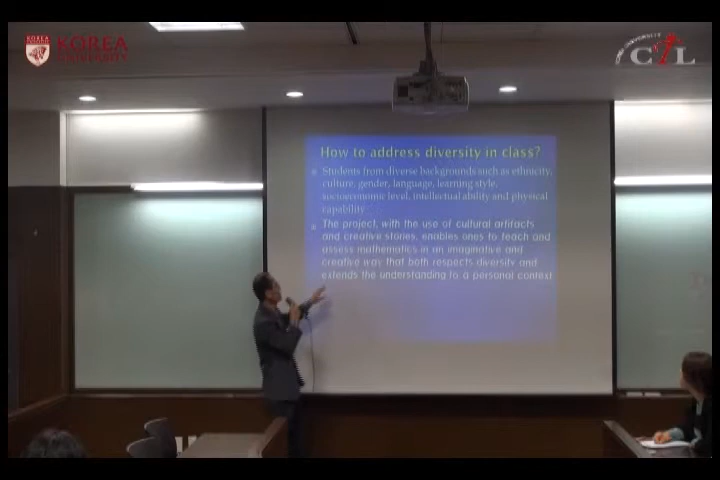 KOREA
UNIVERSITY
CTL
How to address diversity in class?
Students from diverse backgrounds such as ethnicity,
culture, gender, language, learning style,
socioeconomic level, intellectual ability and physical
capability
The project, with the use of cultural artifacts
and creative stories, enables ones to teach and
assess mathematics in an imaginative and
creative way that both respects diversity and
extends the understanding to a personal context